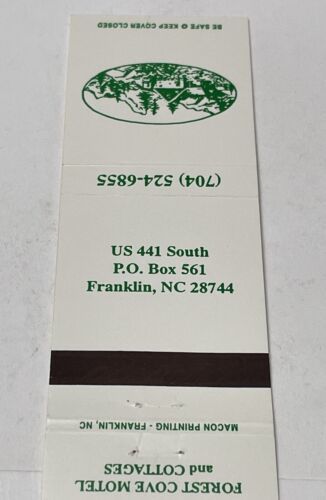 BE SAFE KEEP COVER CLOSED
(704) 524-6855
US 441 South
P.O. Box 561
Franklin, NC 28744
MACON PRINTING - FRANKLIN, NC
FOREST COVE MOTEL
and COTTAGES